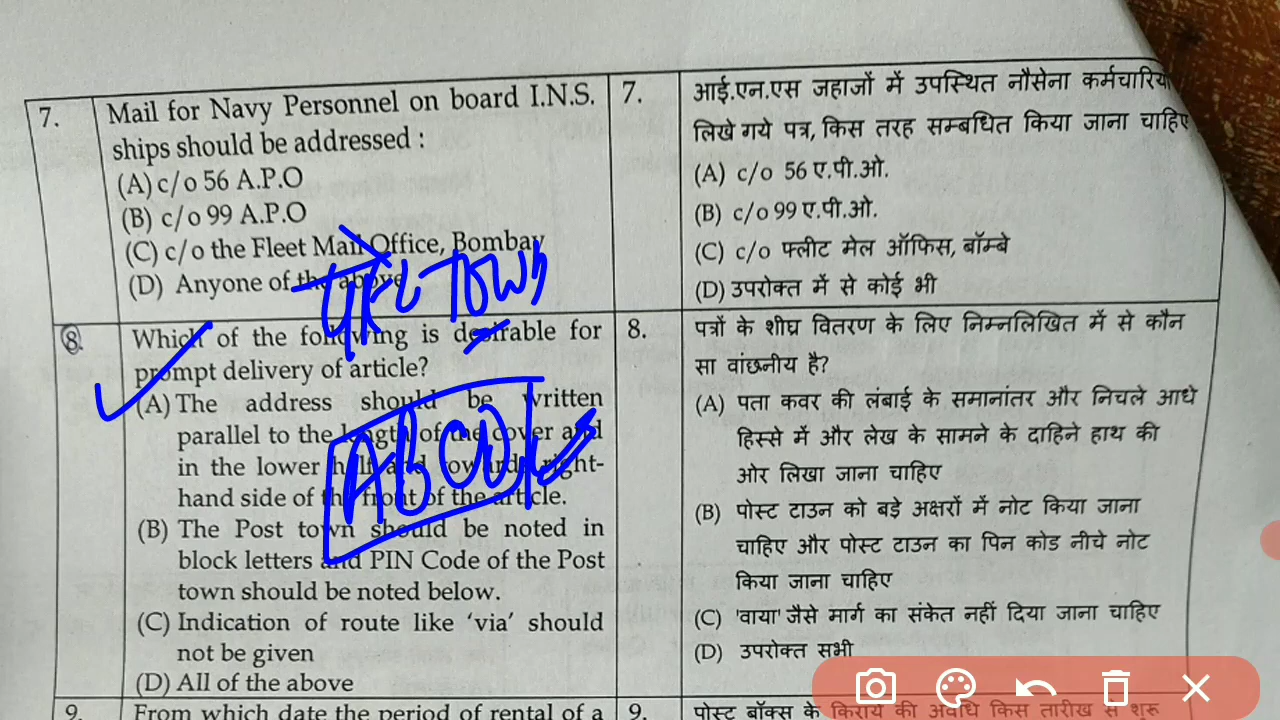 7.
Mail for Navy Personnel on board I.N.S.
ships should be addressed :
(A) c/o 56 A.P.O
(B) c/o 99 A.P.O
(C) c/o the Fleet Mail Office, Bombay
(D) Anyone of the above
7.
आई.एन.एस जहाजों में उपस्थित नौसेना
लिखे गये पत्र, किस तरह सम्बधित किया जाना चाहिए
(A) c/o 56 ए.पी.ओ.
(B) c/o 99 ए.पी.ओ.
(C) c/o फ्लीट मेल ऑफिस, बॉम्बे
(D) उपरोक्त में से कोई भी
8.
Which of the following is desirable for
prompt delivery of article?
(A) The address should be written
parallel to the length of the cover and
in the lower half and towards right-
hand side of the front of the article.
(B) The Post town should be noted in
block letters and PIN Code of the Post
town should be noted below.
(C) Indication of route like ‘via’ should
not be given
(D) All of the above
8.
पत्रों के शीघ्र वितरण के लिए निम्नलिखित में से कौन
सा वांछनीय है?
(A) पता कवर की लंबाई के समानांतर और निचले आधे
हिस्से में और लेख के सामने के दाहिने हाथ की
ओर लिखा जाना चाहिए
(B) पोस्ट टाउन को बड़े अक्षरों में नोट किया जाना
चाहिए और पोस्ट टाउन का पिन कोड नीचे नोट
किया जाना चाहिए
(C) 'वाया' जैसे मार्ग का संकेत नहीं दिया जाना चाहिए
(D) उपरोक्त सभी
9.
From which date the period of rental of a
9.
पोस्ट बॉक्स के किराये की अवधि किस तारीख से शुरू
Town
ABCD